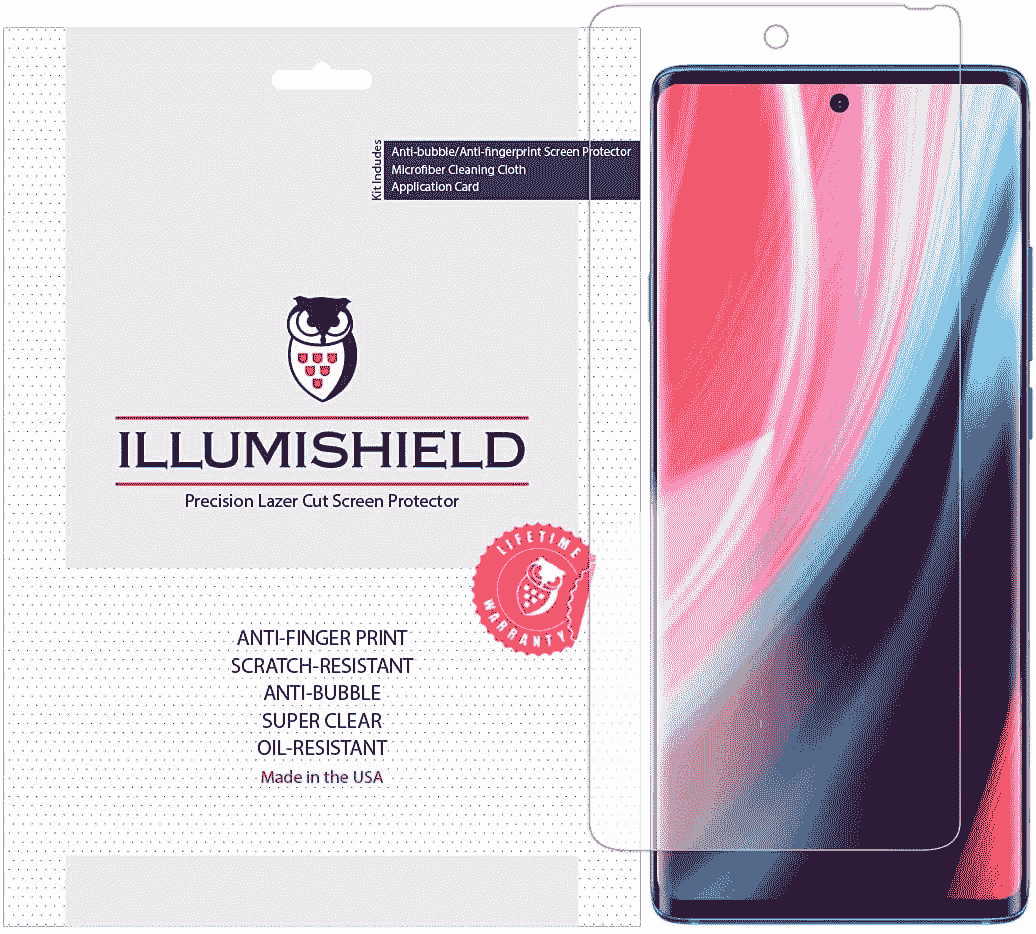 Kit Includes
Anti-bubble/Anti-fingerprint Screen Protector
Microfiber Cleaning Cloth
Application Card
ILLUMISHIELD
Precision Lazer Cut Screen Protector
LIFETIME
WARRANTY
ANTI-FINGER PRINT
SCRATCH-RESISTANT
ANTI-BUBBLE
SUPER CLEAR
OIL-RESISTANT
Made in the USA